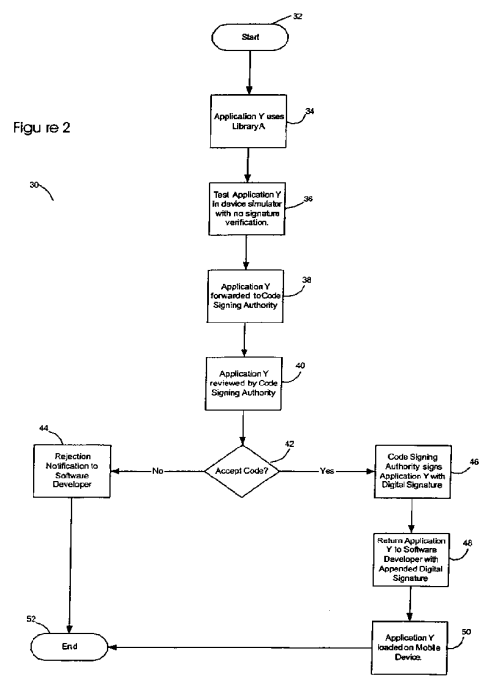 32
Start
Figu re 2
Application Y uses
Library A
34
30
Test Application Y
in device simulator
with no signature
verification.
36
Application Y
forwarded to Code
Signing Authority
38
Application Y
reviewed by Code
Signing Authority
40
44
Rejection
Notification to
Software
Developer
No
Accept Code?
42
Yes
Code Signing
Authority signs
Application Y with
Digital Signature
46
Return Application
Y to Software
Developer with
Appended Digital
Signature
48
52
End
Application Y
loaded on Mobile
Device.
50